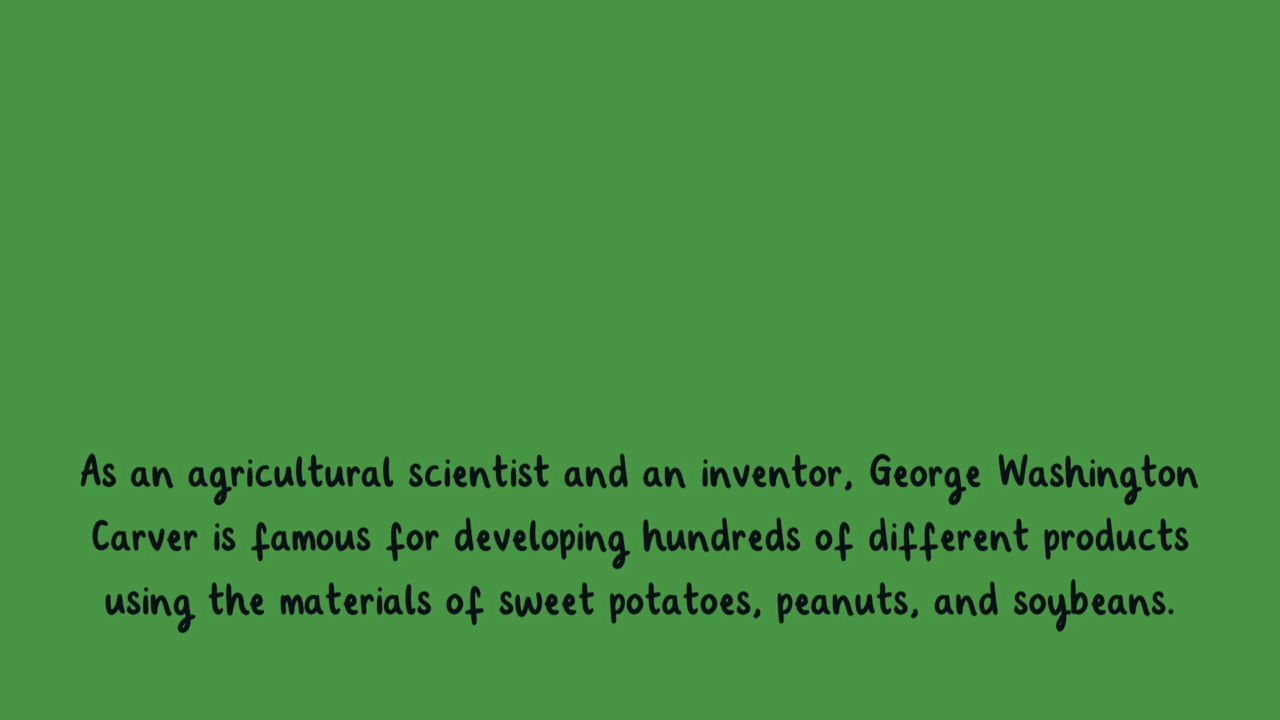 As an agricultural scientist and an inventor, George Washington
Carver is famous for developing hundreds of different products
using the materials of sweet potatoes, peanuts, and soybeans.